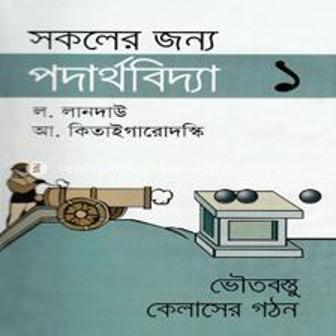 সকলের জন্য
পদার্থবিদ্যা ১
ল. লানদাউ
আ. কিতাইগারোদস্কি
ভৌতবস্তু
কেলাসের গঠন